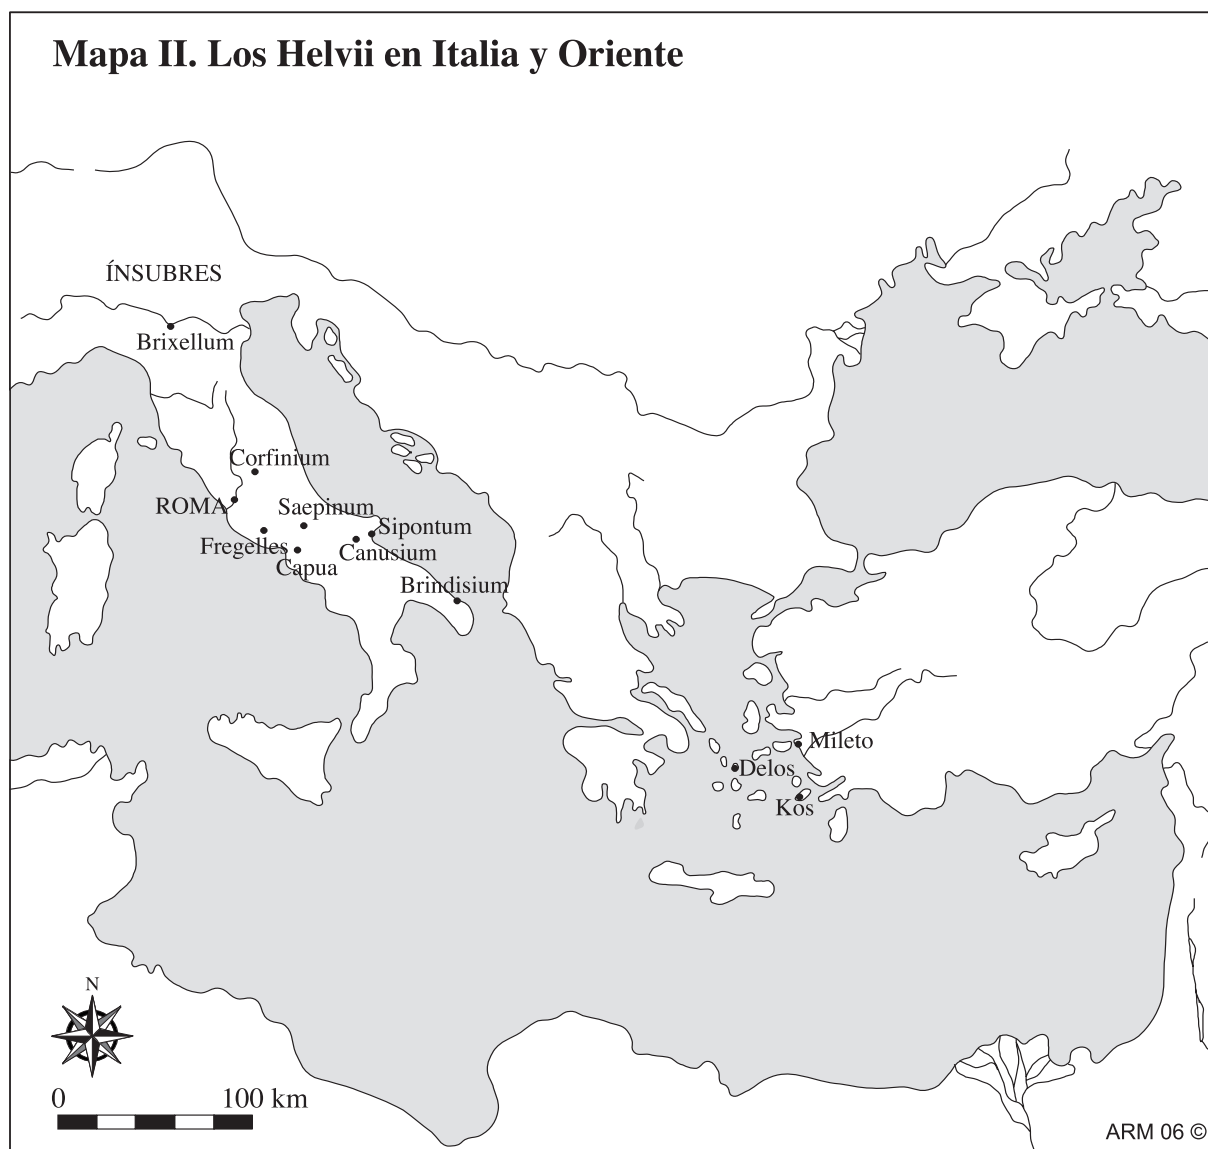 Mapa II. Los Helvii en Italia y Oriente
ÍNSUBRES
Brixellum
Corfinium
ROMA
Saepinum
Sipontum
Fregelles
Canusium
Capua
Brindisium
Mileto
Delos
Kos
N
0 100 km
ARM 06 ©